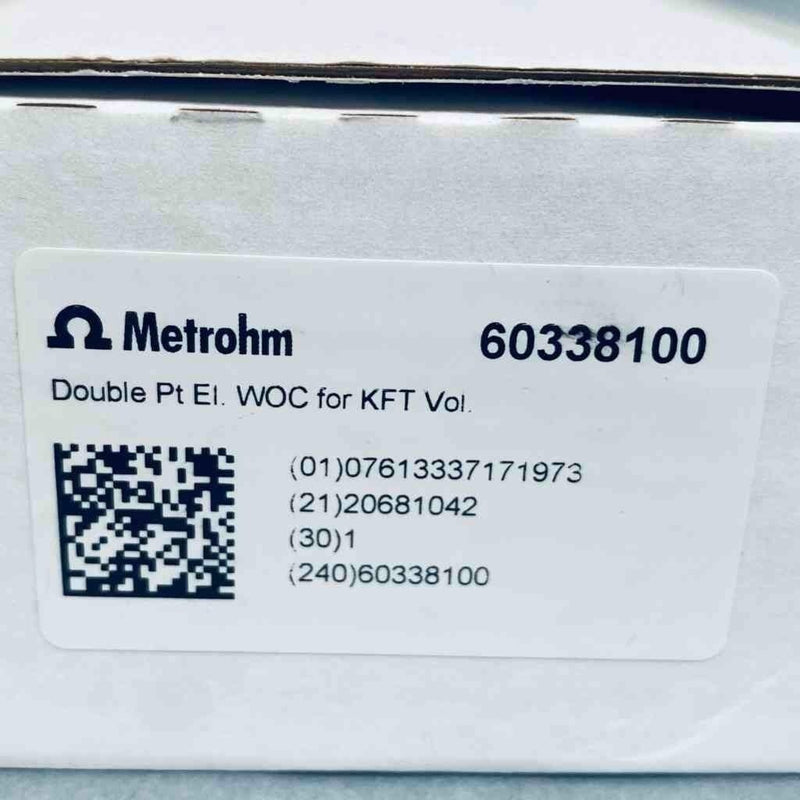 Metrohm 60338100
Double Pt El. WOC for KFT Vol.
(01)07613337171973
(21)20681042
(30)1
(240)60338100